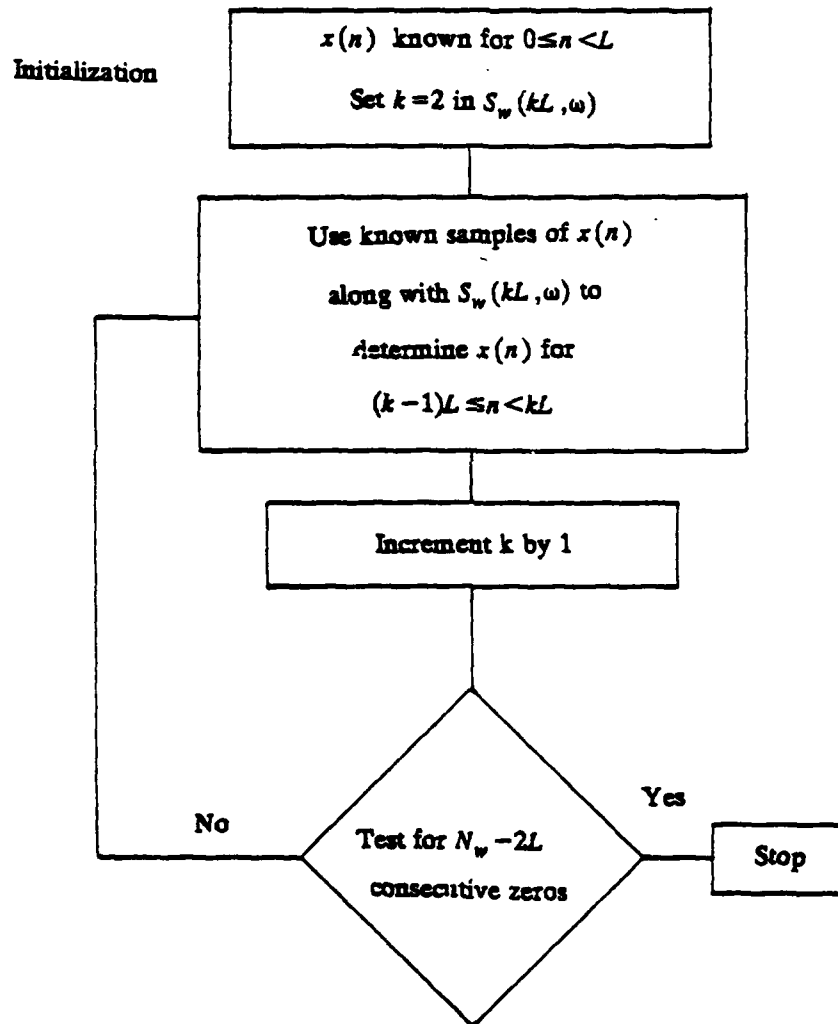 Initialization
x(n) known for 0≤n<L
Set k=2 in S_w(kL,ω)
Use known samples of x(n)
along with S_w(kL,ω) to
determine x(n) for
(k−1)L≤n<kL
Increment k by 1
No
Yes
Test for N_w−2L
consecutive zeros
Stop